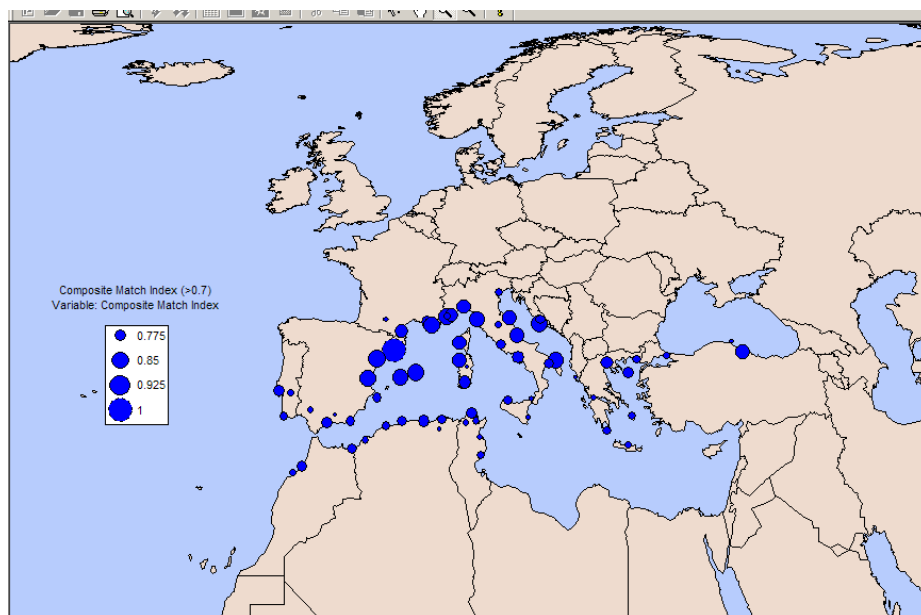 Composite Match Index (>0.7)
Variable: Composite Match Index
0.775
0.85
0.925
1